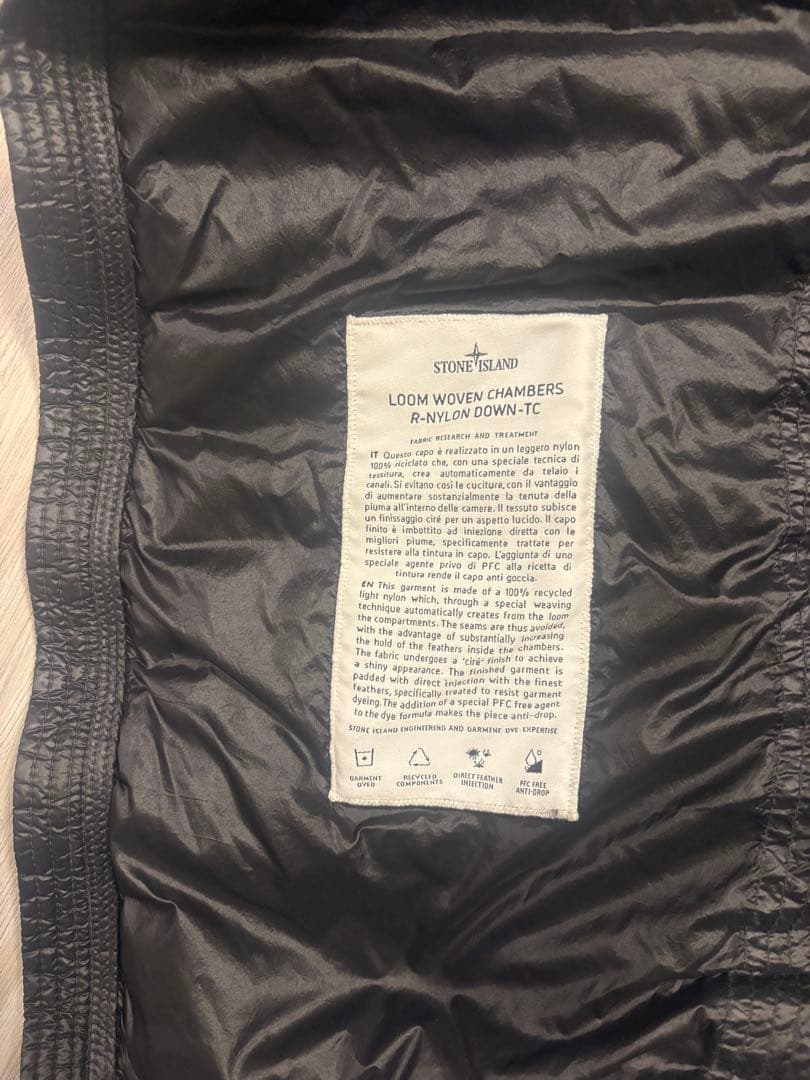 STONE ISLAND
LOOM WOVEN CHAMBERS
R-NYLON DOWN-TC
FABRIC RESEARCH AND TREATMENT
IT Questo capo è realizzato in un leggero nylon
100% riciclato che, con una speciale tecnica di
tessitura, crea automaticamente da telaio i
canali. Si evitano così le cuciture, con il vantaggio
di aumentare sostanzialmente la tenuta della
piuma all'interno delle camere. Il tessuto subisce
un finissaggio ciré per un aspetto lucido. Il capo
finito è imbottito ad iniezione diretta con le
migliori piume, specificamente trattate per
resistere alla tintura in capo. L'aggiunta di uno
speciale agente privo di PFC alla ricetta di
tintura rende il capo anti goccia.
EN This garment is made of a 100% recycled
light nylon which, through a special weaving
technique automatically creates from the loom
the compartments. The seams are thus avoided,
with the advantage of substantially increasing
the hold of the feathers inside the chambers.
The fabric undergoes a 'ciré' finish to achieve
a shiny appearance. The finished garment is
padded with direct injection with the finest
feathers, specifically treated to resist garment
dyeing. The addition of a special PFC free agent
to the dye formula makes the piece anti-drop.
STONE ISLAND ENGINEERING AND GARMENT DYE EXPERTISE
GARMENT DYED
RECYCLED COMPONENTS
DIRECT FEATHER INJECTION
PFC FREE ANTI-DROP